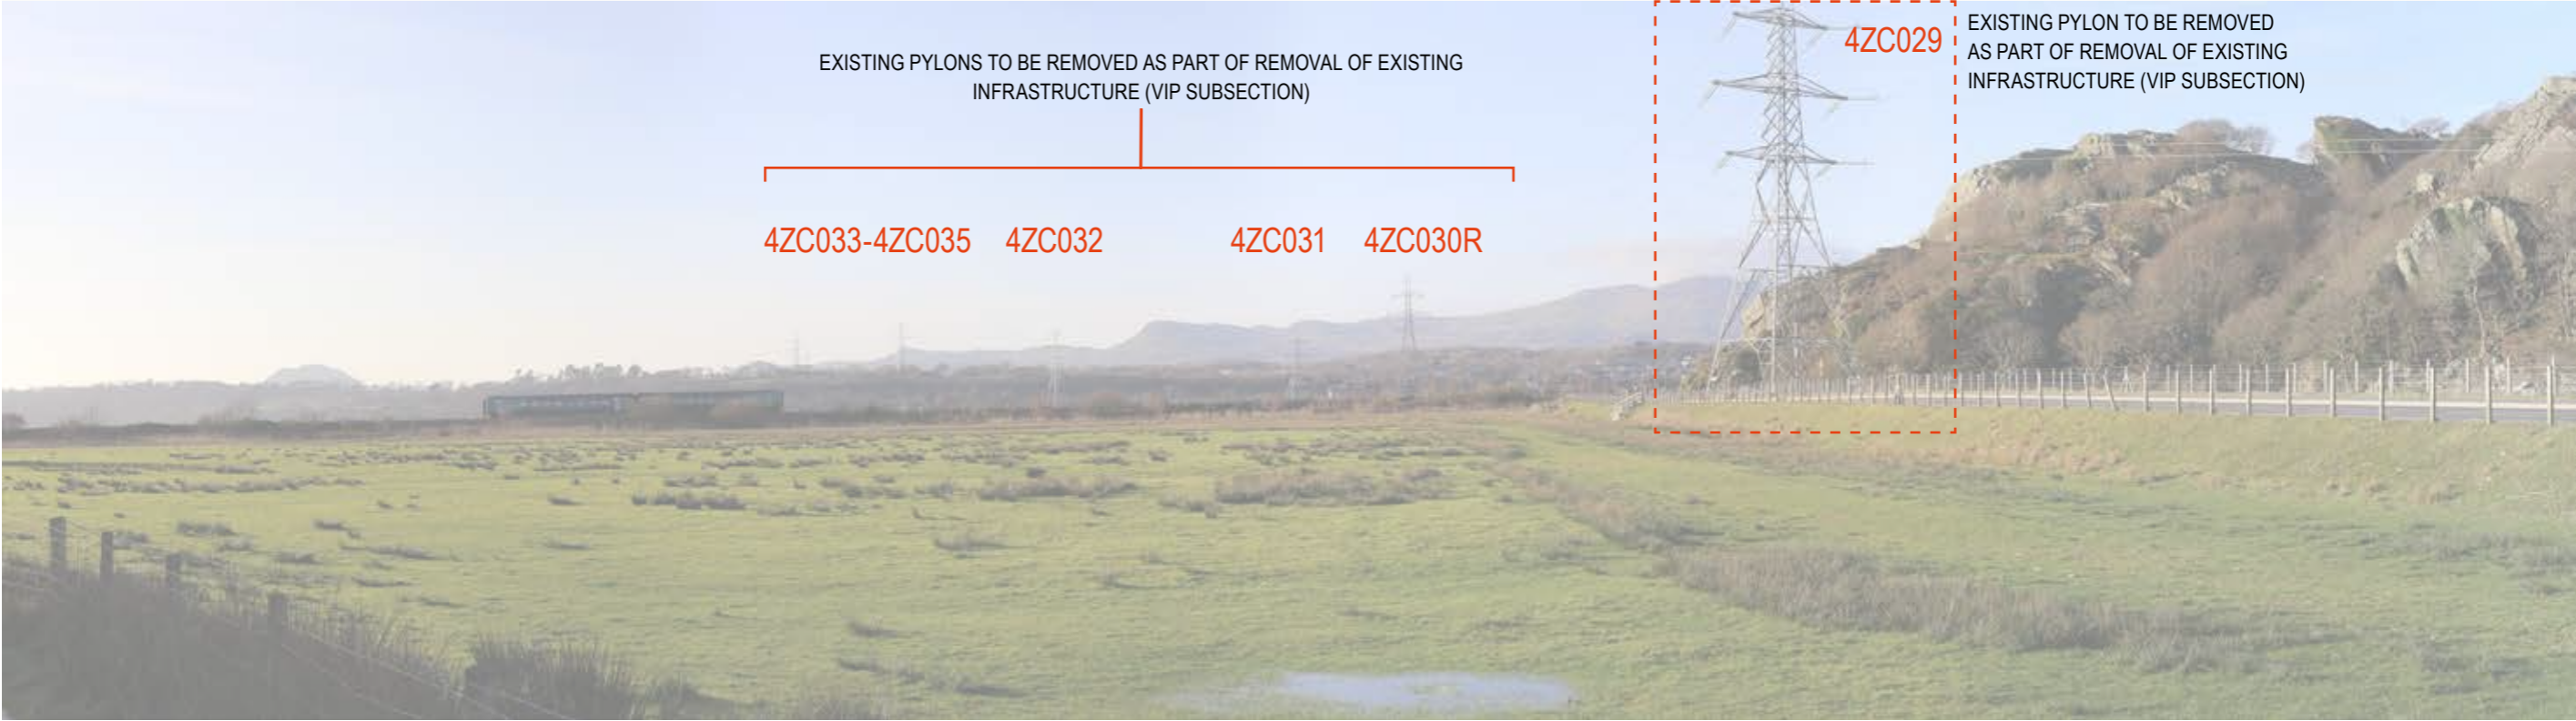 EXISTING PYLONS TO BE REMOVED AS PART OF REMOVAL OF EXISTING
INFRASTRUCTURE (VIP SUBSECTION)
4ZC033-4ZC035 4ZC032 4ZC031 4ZC030R
4ZC029
EXISTING PYLON TO BE REMOVED
AS PART OF REMOVAL OF EXISTING
INFRASTRUCTURE (VIP SUBSECTION)